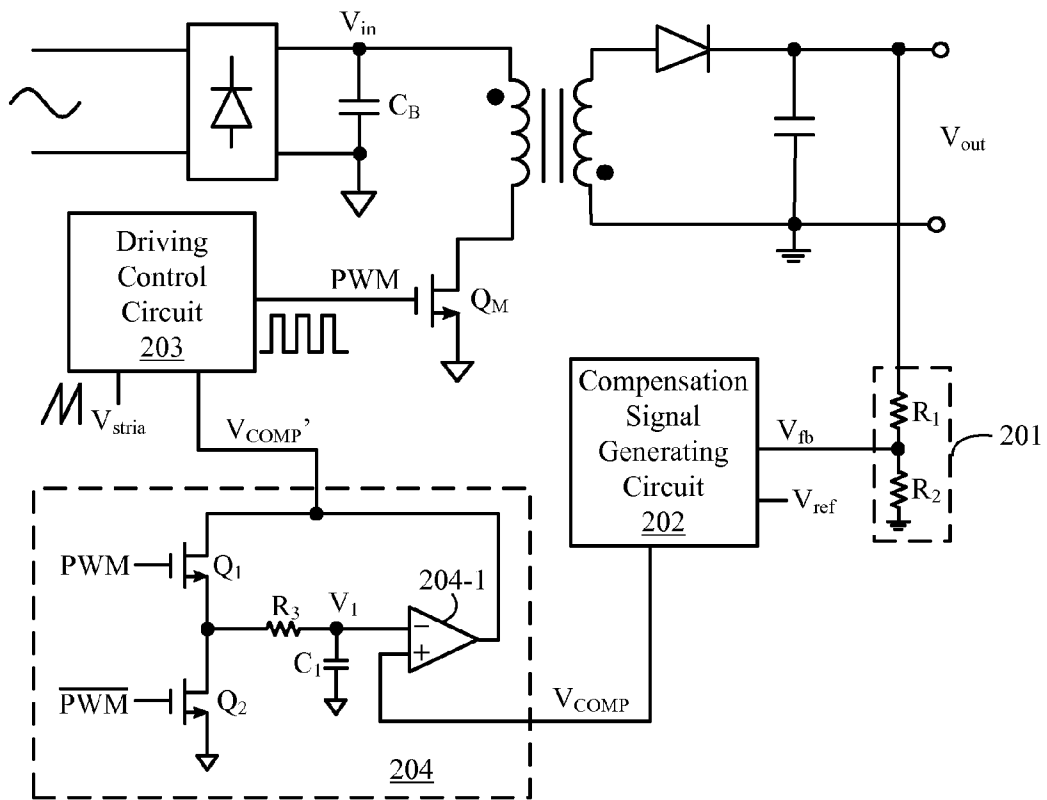 V_in
C_B
V_out
Driving
Control
Circuit
203
PWM
Q_M
V_stria
V_COMP'
Compensation
Signal
Generating
Circuit
202
V_fb
V_ref
R_1
R_2
201
PWM
Q_1
204-1
R_3
V_1
C_1
−
+
PWM
Q_2
V_COMP
204